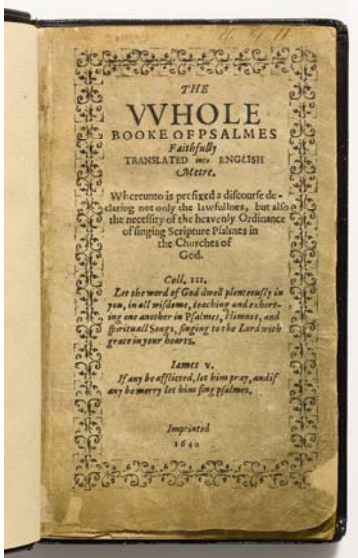 THE
VVHOLE
BOOKE OF PSALMES
Faithfully
TRANSLATED into ENGLISH
Metre.
Whereunto is prefixed a discourse de-
claring not only the lawfullnes, but also
the necessity of the heavenly Ordinance
of singing Scripture Psalmes in
the Churches of
God.
Coll. III.
Let the word of God dwell plenteously in
you, in all wisdome, teaching and exhort-
ing one another in Psalmes, Himnes, and
spirituall Songs, singing to the Lord with
grace in your hearts.
Iames V.
If any be afflicted, let him pray, and if
any be merry let him sing psalmes.
Imprinted
1640